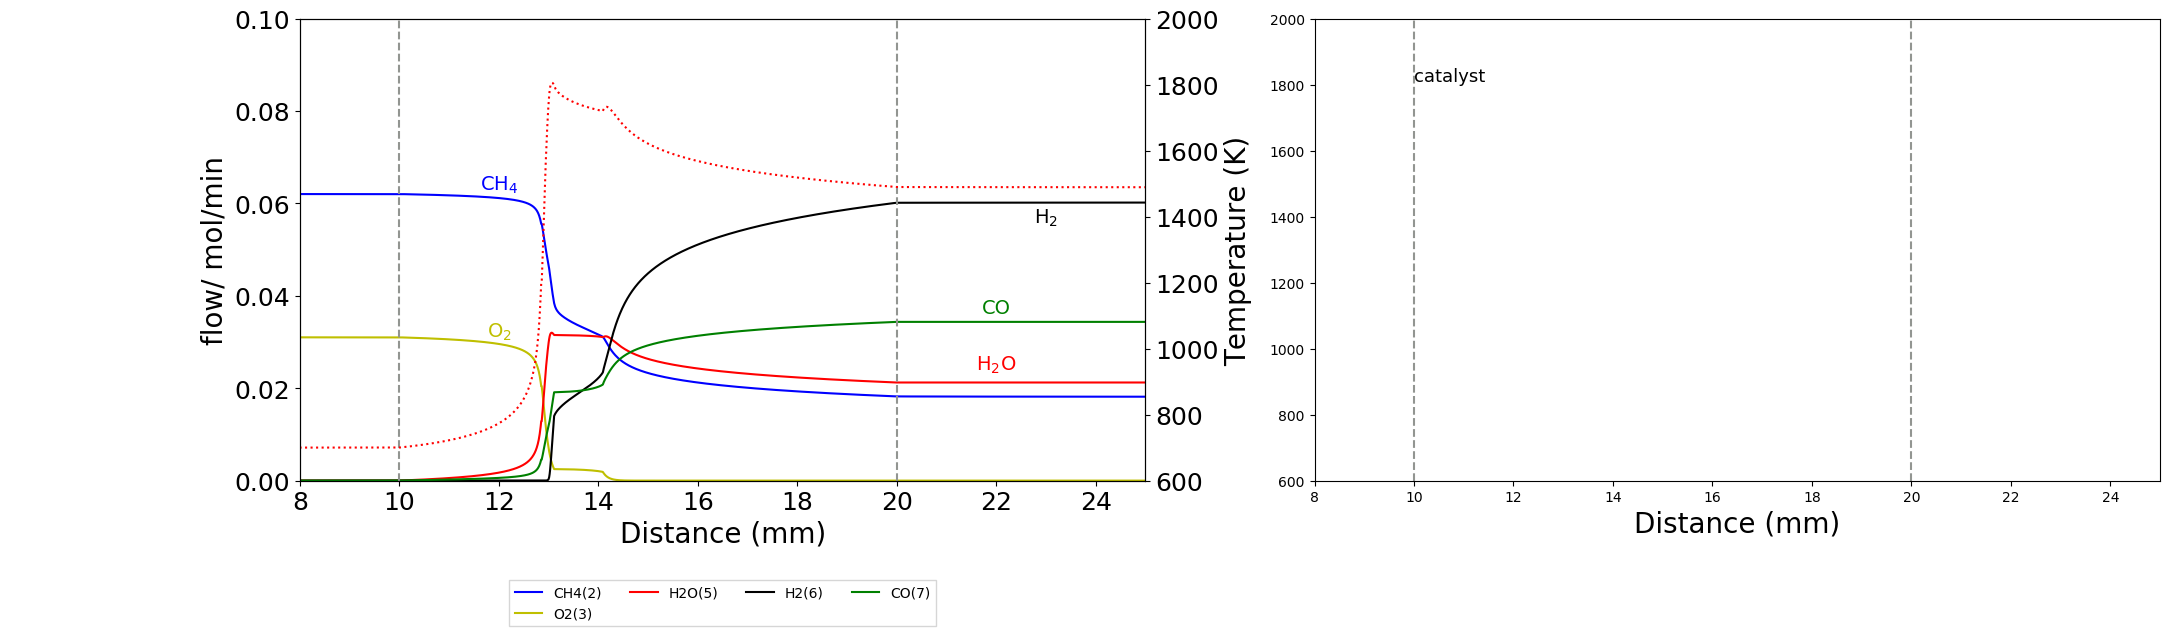 0.10
0.08
0.06
0.04
0.02
0.00
flow/ mol/min
CH4
O2
H2
CO
H2O
2000
1800
1600
1400
1200
1000
800
600
Temperature (K)
8 10 12 14 16 18 20 22 24
Distance (mm)
CH4(2) H2O(5) H2(6) CO(7)
O2(3)
2000
1800
1600
1400
1200
1000
800
600
catalyst
8 10 12 14 16 18 20 22 24
Distance (mm)